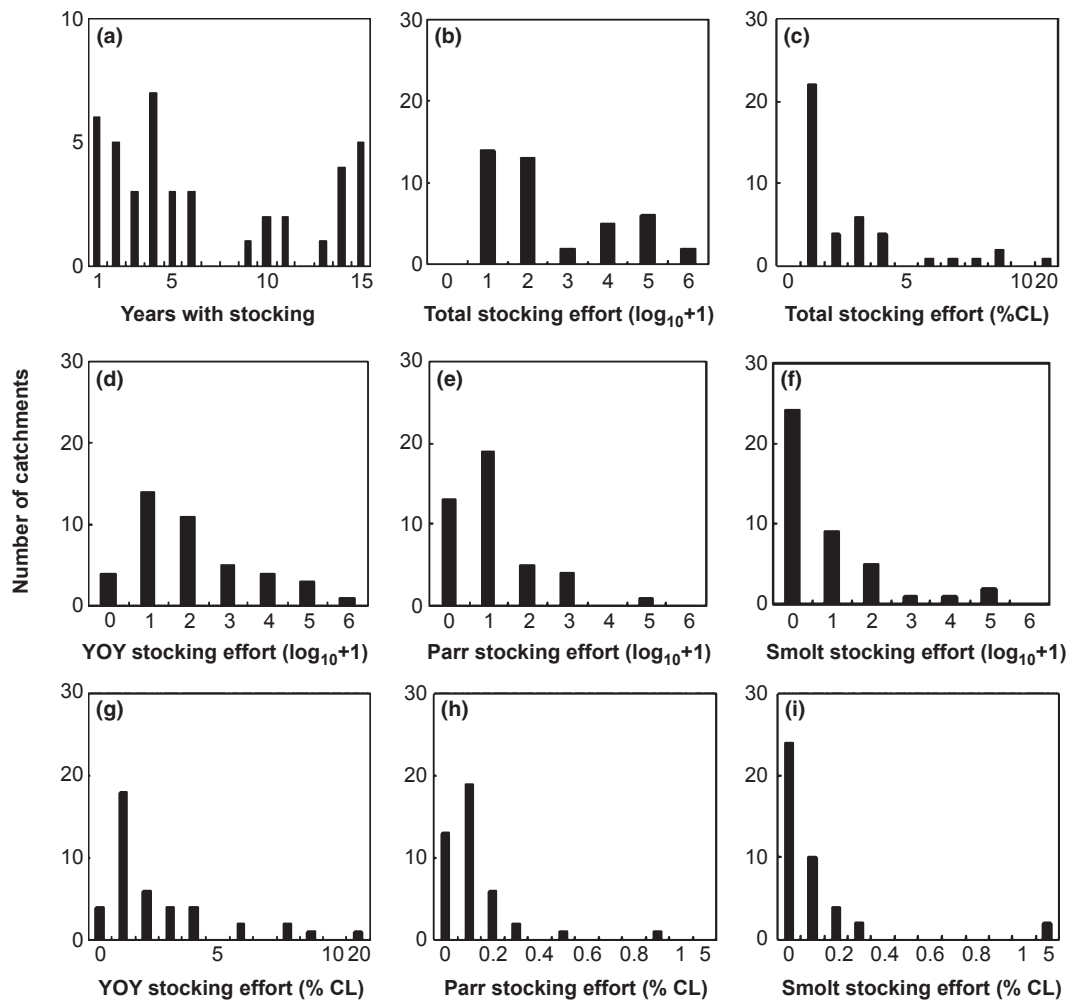 Number of catchments
(a)
10
5
0
1 5 10 15
Years with stocking
(b)
30
20
10
0
0 1 2 3 4 5 6
Total stocking effort (log₁₀+1)
(c)
30
20
10
0
0 5 10 20
Total stocking effort (%CL)
(d)
30
20
10
0
0 1 2 3 4 5 6
YOY stocking effort (log₁₀+1)
(e)
30
20
10
0
0 1 2 3 4 5 6
Parr stocking effort (log₁₀+1)
(f)
30
20
10
0
0 1 2 3 4 5 6
Smolt stocking effort (log₁₀+1)
(g)
30
20
10
0
0 5 10 20
YOY stocking effort (% CL)
(h)
30
20
10
0
0 0.2 0.4 0.6 0.8 1 5
Parr stocking effort (% CL)
(i)
30
20
10
0
0 0.2 0.4 0.6 0.8 1 5
Smolt stocking effort (% CL)